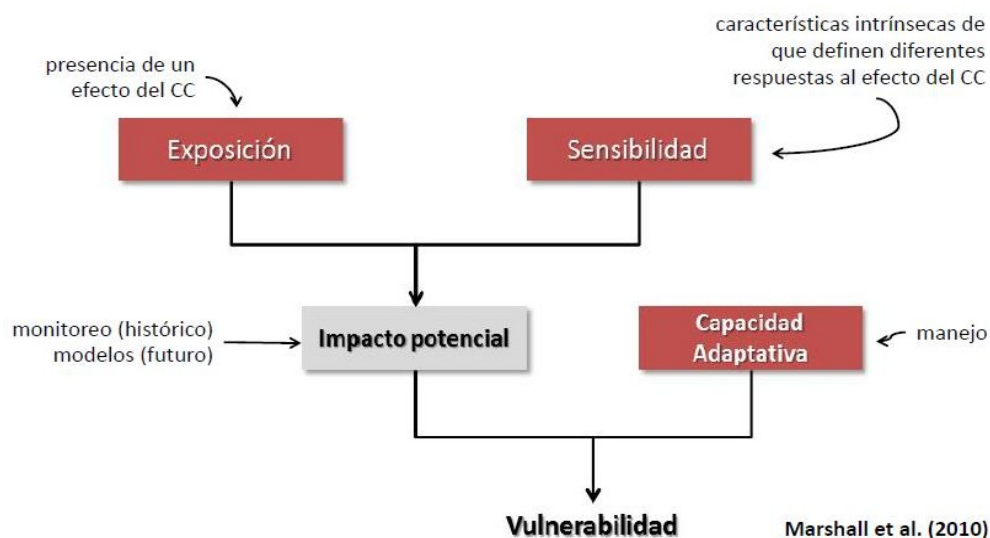 presencia de un
efecto del CC
características intrínsecas de
que definen diferentes
respuestas al efecto del CC
Exposición
Sensibilidad
monitoreo (histórico)
modelos (futuro)
Impacto potencial
Capacidad
Adaptativa
manejo
Vulnerabilidad
Marshall et al. (2010)